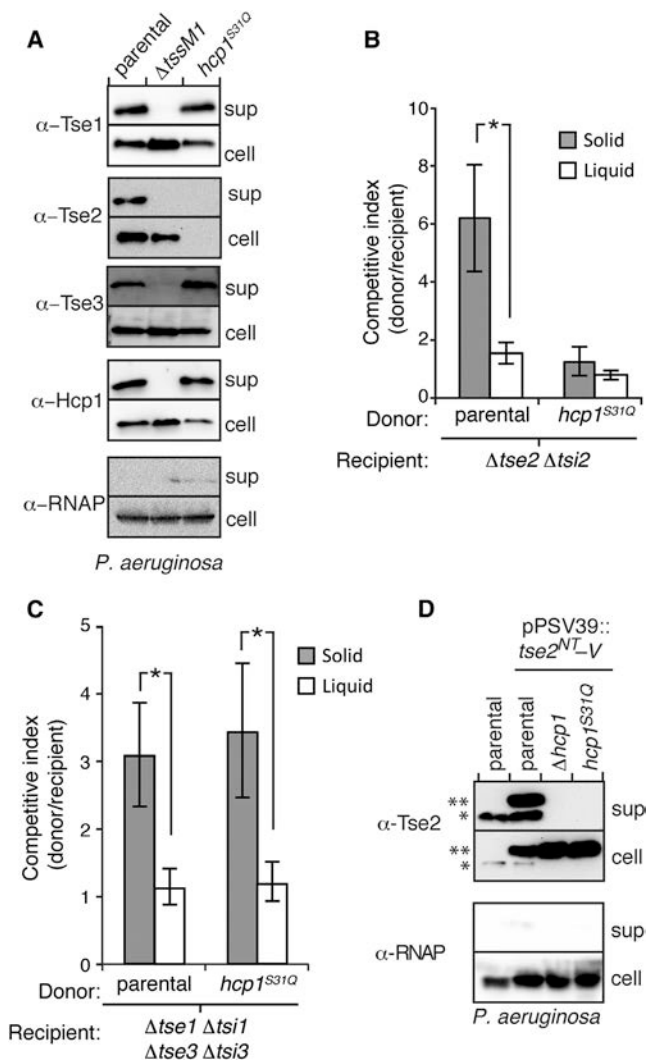 A
parental
ΔtssM1
hcp1S31Q
α–Tse1
sup
cell
α–Tse2
sup
cell
α–Tse3
sup
cell
α–Hcp1
sup
cell
α–RNAP
sup
cell
P. aeruginosa
B
10
8
6
4
2
0
Competitive index
(donor/recipient)
*
Solid
Liquid
Donor: parental hcp1S31Q
Recipient: Δtse2 Δtsi2
C
5
4
3
2
1
0
Competitive index
(donor/recipient)
*
*
Solid
Liquid
Donor: parental hcp1S31Q
Recipient: Δtse1 Δtsi1
Δtse3 Δtsi3
D
pPSV39::
tse2NT–V
parental
parental
Δhcp1
hcp1S31Q
α-Tse2
**
*
sup
**
*
cell
α-RNAP
sup
cell
P. aeruginosa